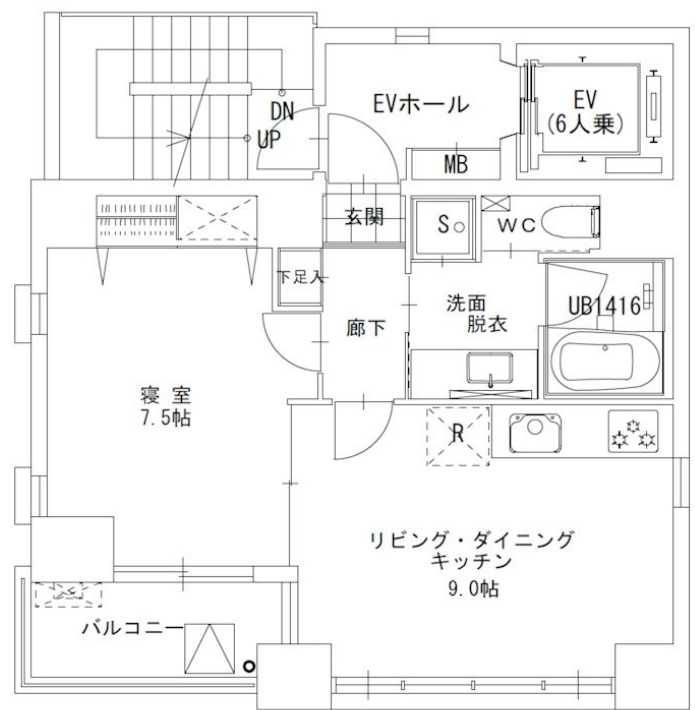 DN
UP
EVホール
EV
(6人乗)
MB
玄関
S
WC
下足入
廊下
洗面
脱衣
UB1416
寝室
7.5帖
R
リビング・ダイニング
キッチン
9.0帖
バルコニー